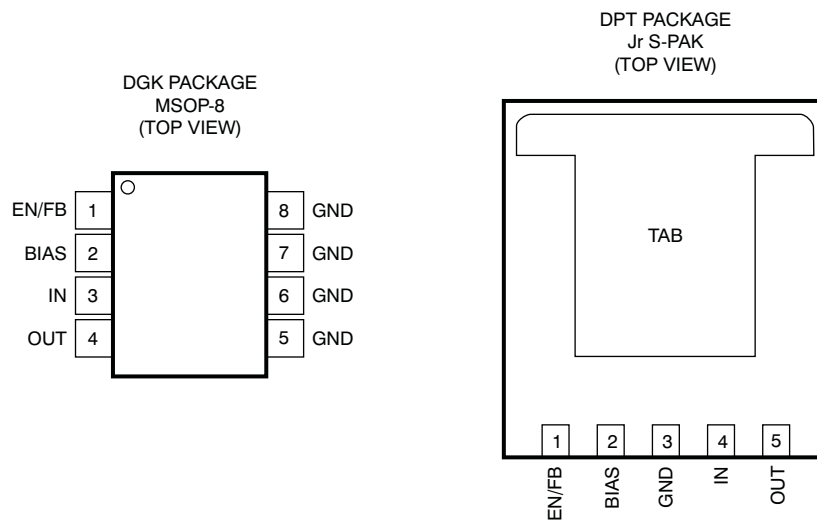 DGK PACKAGE
MSOP-8
(TOP VIEW)
EN/FB 1 8 GND
BIAS 2 7 GND
IN 3 6 GND
OUT 4 5 GND
DPT PACKAGE
Jr S-PAK
(TOP VIEW)
TAB
1 2 3 4 5
EN/FB BIAS GND IN OUT